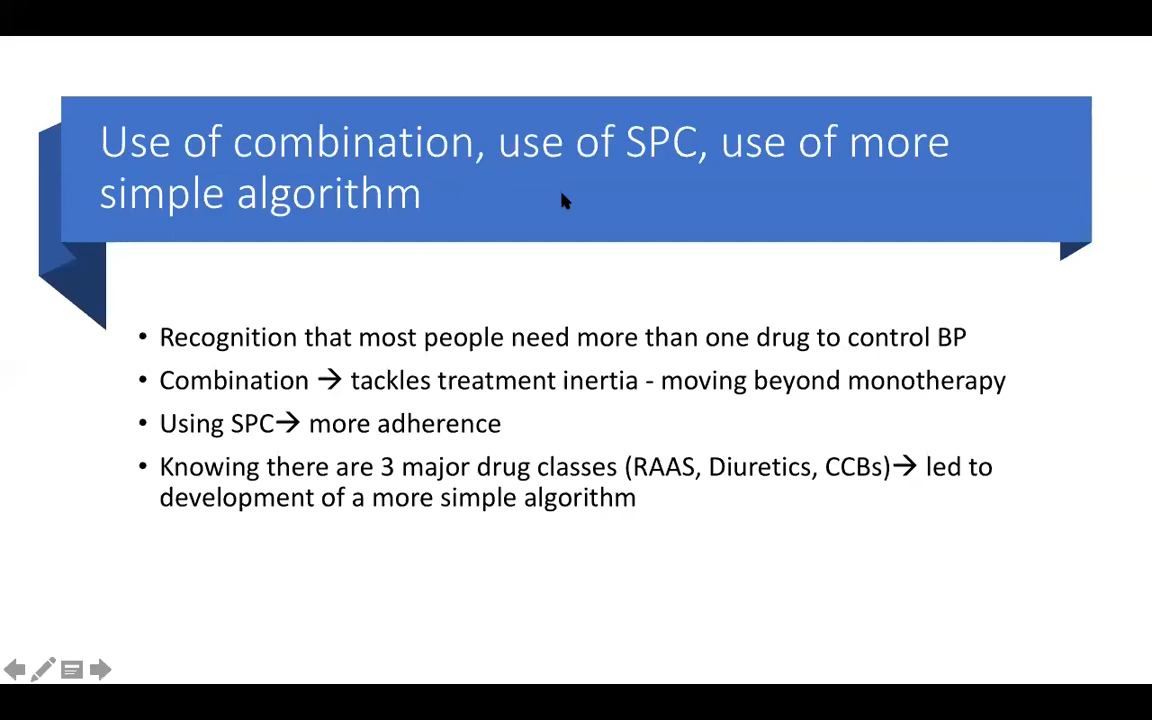 Use of combination, use of SPC, use of more
simple algorithm
• Recognition that most people need more than one drug to control BP
• Combination → tackles treatment inertia - moving beyond monotherapy
• Using SPC→ more adherence
• Knowing there are 3 major drug classes (RAAS, Diuretics, CCBs)→ led to
development of a more simple algorithm